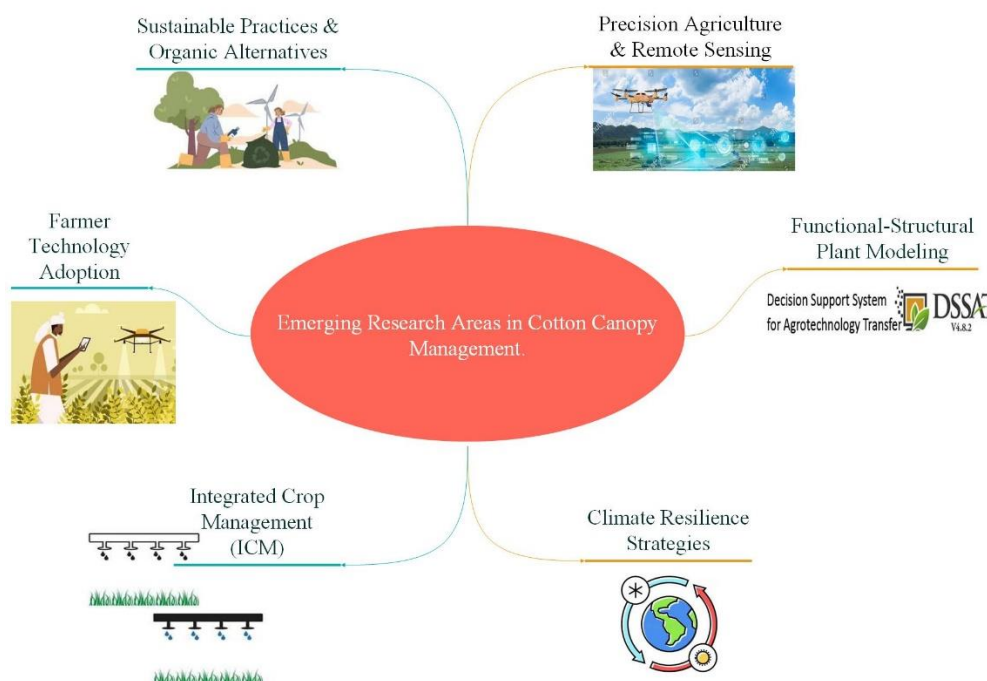 Sustainable Practices &
Organic Alternatives
Precision Agriculture
& Remote Sensing
Farmer
Technology
Adoption
Functional-Structural
Plant Modeling
Decision Support System
for Agrotechnology Transfer
DSSAT
V4.8.2
Emerging Research Areas in Cotton Canopy
Management.
Integrated Crop
Management
(ICM)
Climate Resilience
Strategies